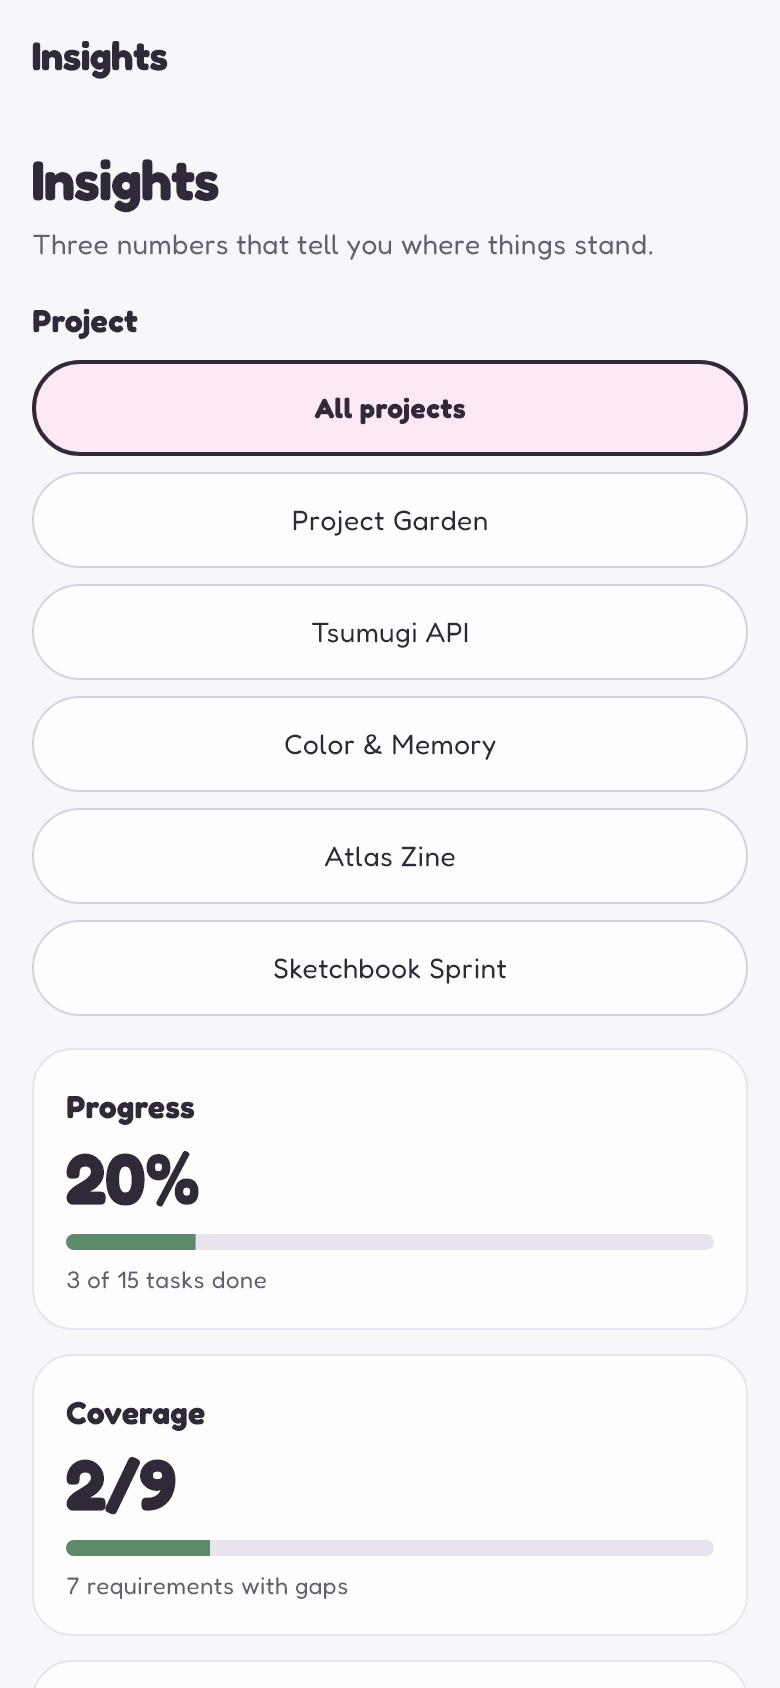 Insights
Insights
Three numbers that tell you where things stand.
Project
All projects
Project Garden
Tsumugi API
Color & Memory
Atlas Zine
Sketchbook Sprint
Progress
20%
3 of 15 tasks done
Coverage
2/9
7 requirements with gaps